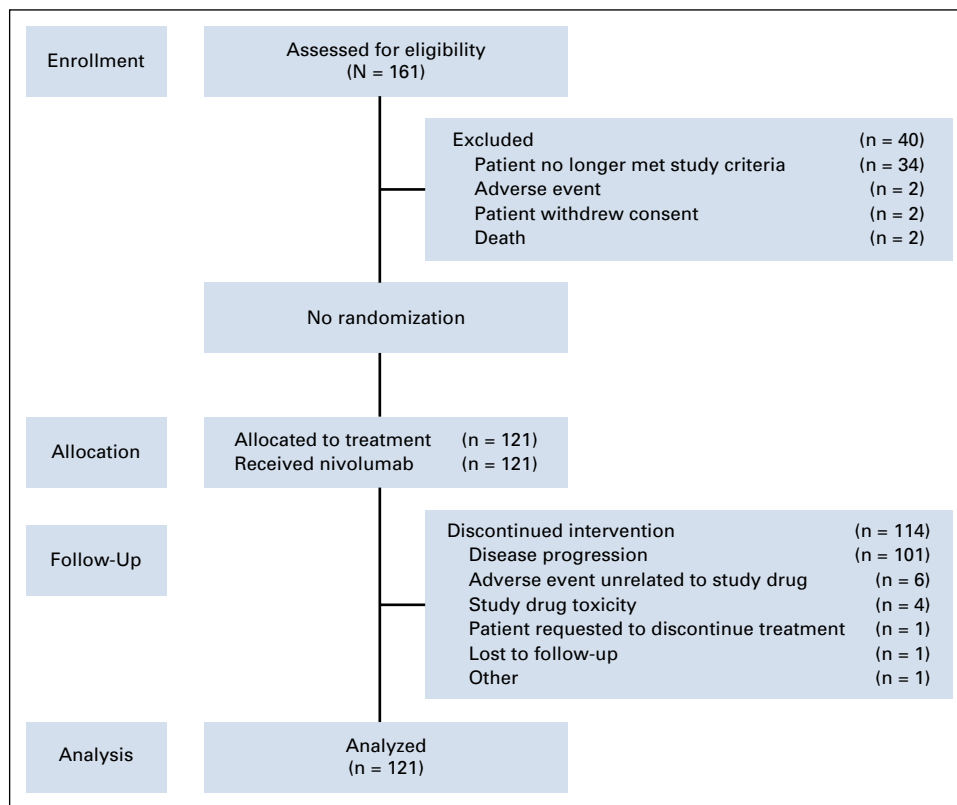 Enrollment
Assessed for eligibility
(N = 161)
Excluded (n = 40)
Patient no longer met study criteria (n = 34)
Adverse event (n = 2)
Patient withdrew consent (n = 2)
Death (n = 2)
No randomization
Allocation
Allocated to treatment (n = 121)
Received nivolumab (n = 121)
Follow-Up
Discontinued intervention (n = 114)
Disease progression (n = 101)
Adverse event unrelated to study drug (n = 6)
Study drug toxicity (n = 4)
Patient requested to discontinue treatment (n = 1)
Lost to follow-up (n = 1)
Other (n = 1)
Analysis
Analyzed
(n = 121)